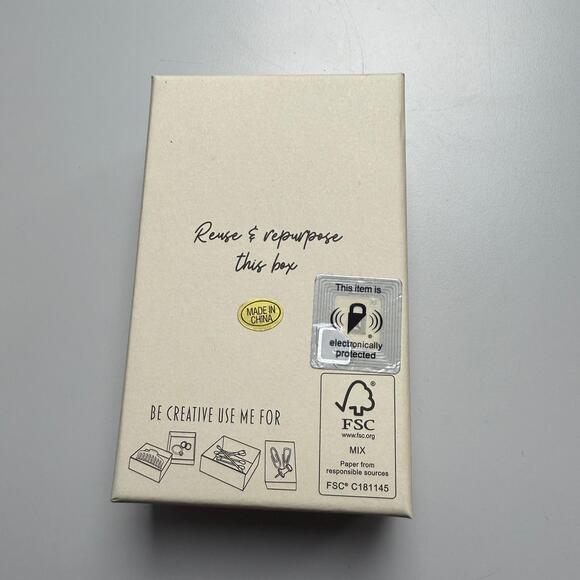 Reuse & repurpose
this box
MADE IN
CHINA
This item is
electronically
protected
BE CREATIVE USE ME FOR
FSC
www.fsc.org
MIX
Paper from
responsible sources
FSC® C181145